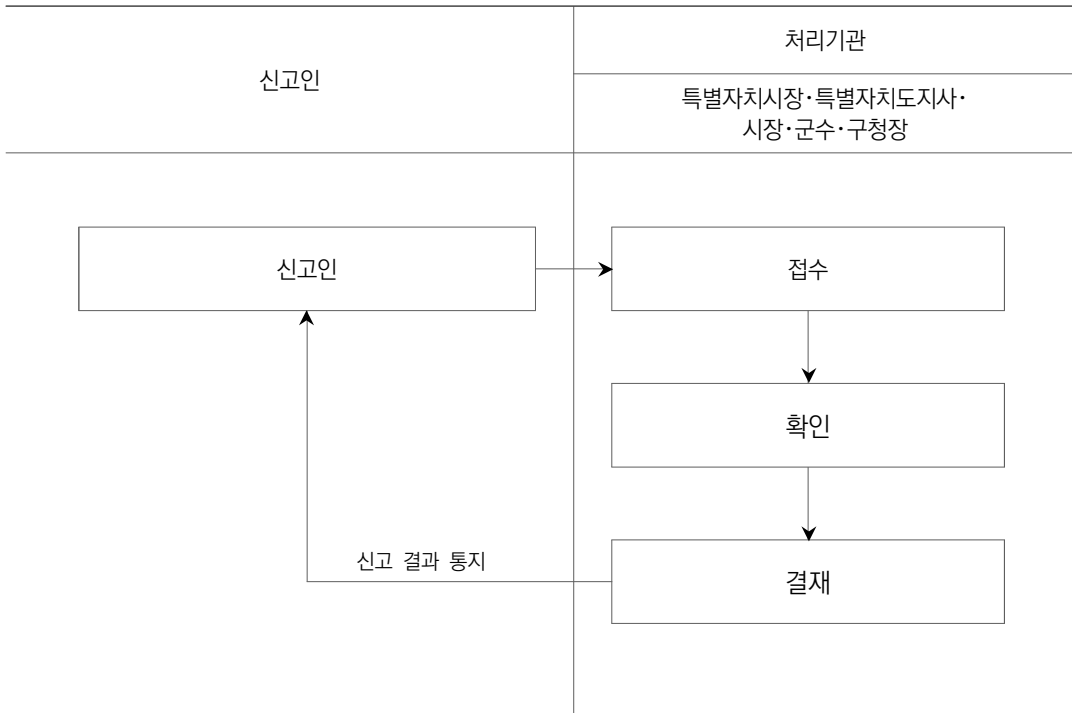 신고인
처리기관
특별자치시장·특별자치도지사·
시장·군수·구청장
신고인
접수
확인
신고 결과 통지
결재